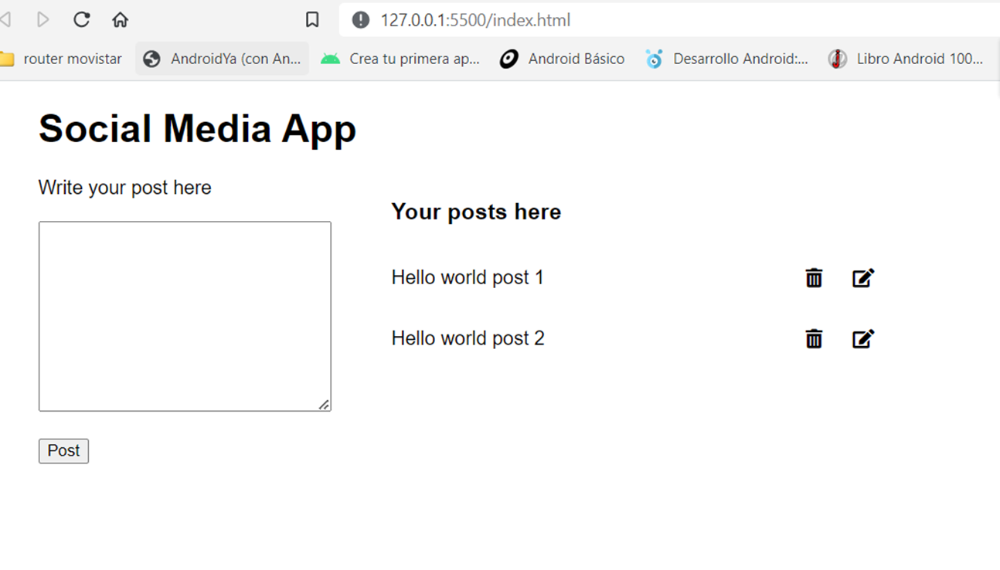 127.0.0.1:5500/index.html
router movistar AndroidYa (con An... Crea tu primera ap... Android Básico Desarrollo Android:... Libro Android 100...
Social Media App
Write your post here
Your posts here
Hello world post 1
Hello world post 2
Post